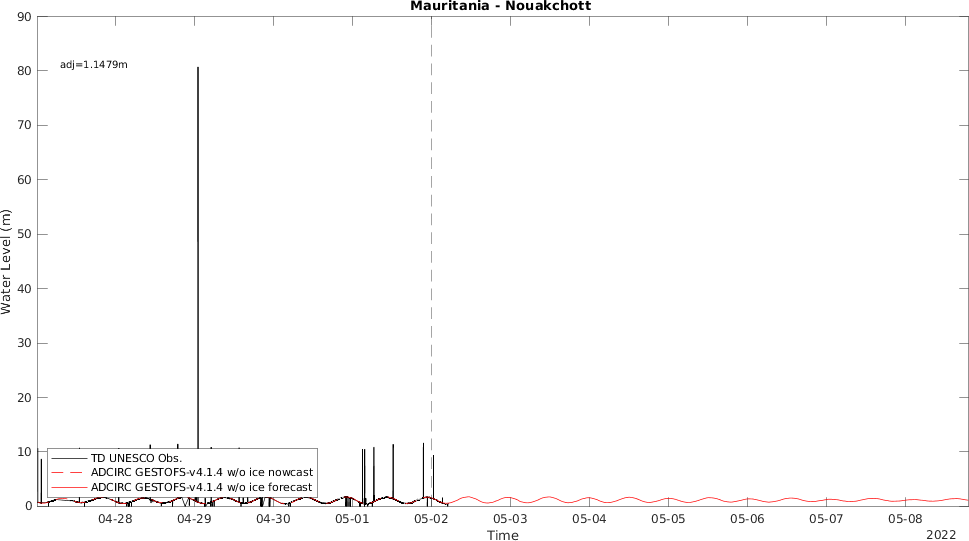 Mauritania - Nouakchott
90
80
70
60
50
40
30
20
10
0
Water Level (m)
adj=1.1479m
TD UNESCO Obs.
ADCIRC GESTOFS-v4.1.4 w/o ice nowcast
ADCIRC GESTOFS-v4.1.4 w/o ice forecast
04-28 04-29 04-30 05-01 05-02 05-03 05-04 05-05 05-06 05-07 05-08
Time
2022